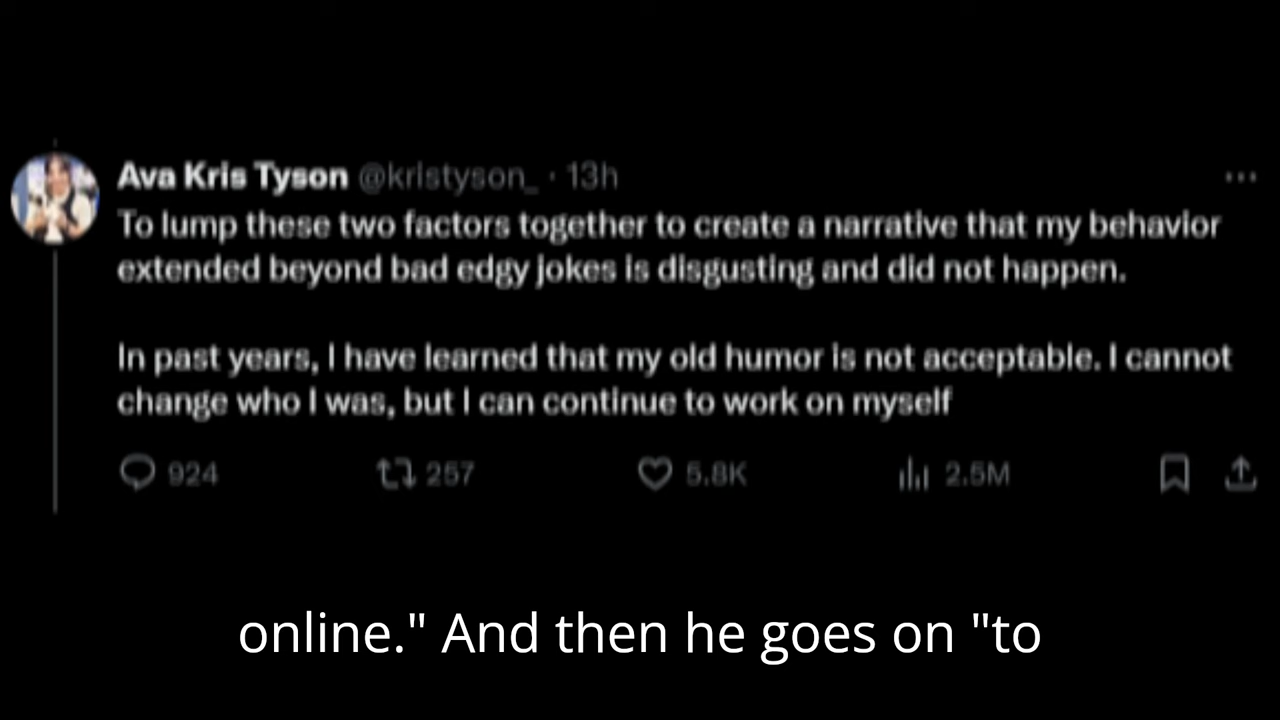 Ava Kris Tyson @kristyson_ · 13h
To lump these two factors together to create a narrative that my behavior
extended beyond bad edgy jokes is disgusting and did not happen.
In past years, I have learned that my old humor is not acceptable. I cannot
change who I was, but I can continue to work on myself
924 257 5.8K 2.5M
online." And then he goes on "to